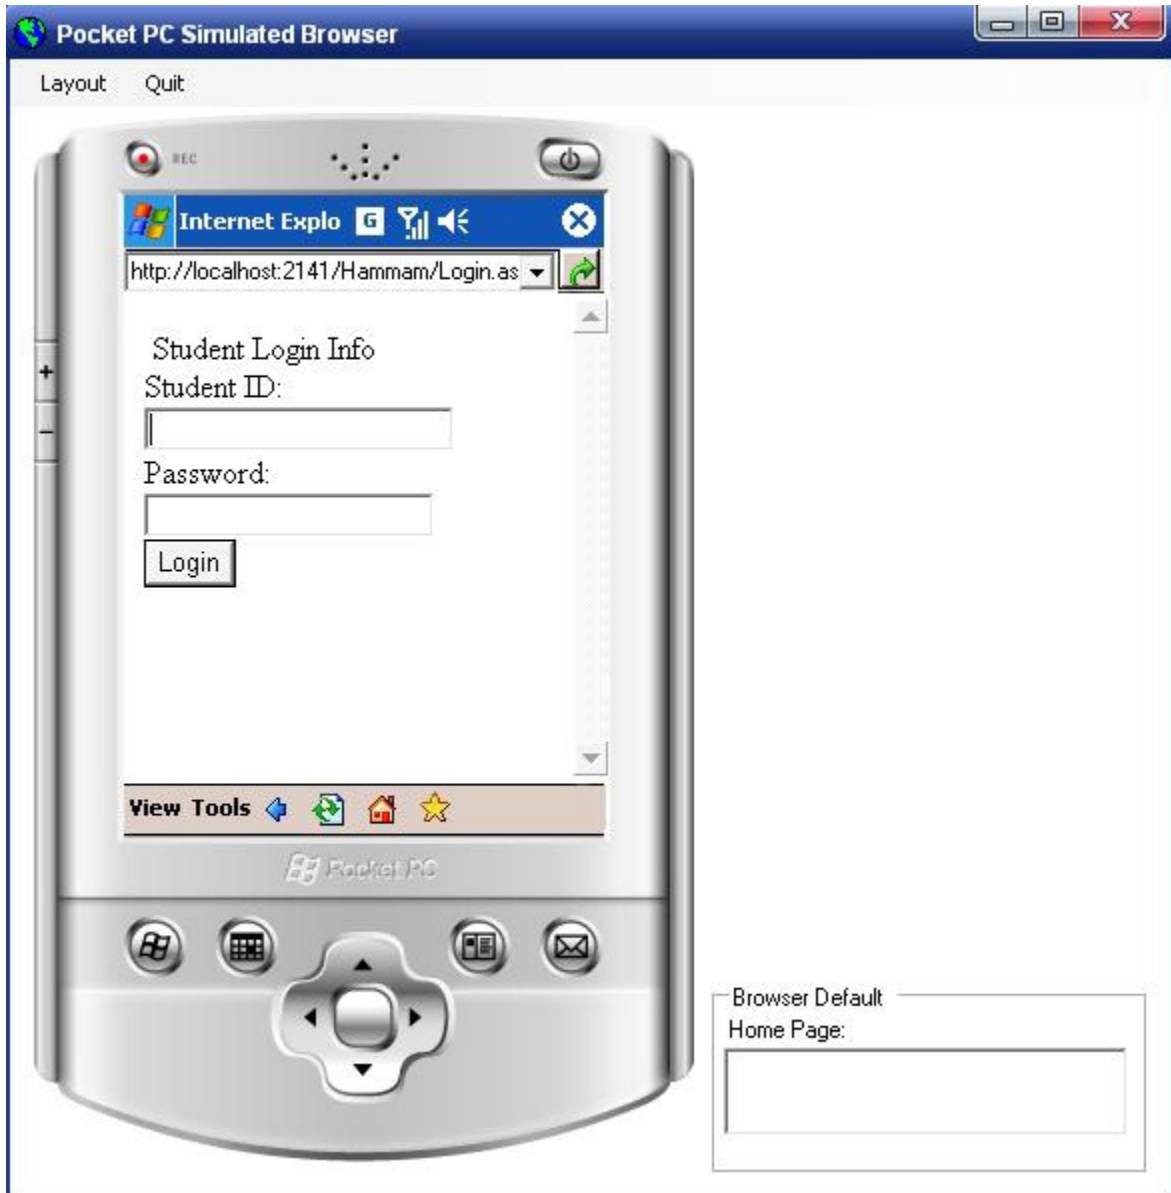 Pocket PC Simulated Browser
Layout Quit
REC
Internet Explo G
http://localhost:2141/Hammam/Login.as
Student Login Info
Student ID:
Password:
Login
View Tools
Pocket PC
Browser Default
Home Page: